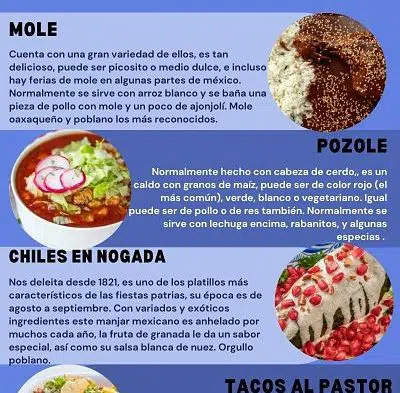 MOLE
Cuenta con una gran variedad de ellos, es tan
delicioso, puede ser picosito o medio dulce, e incluso
hay ferias de mole en algunas partes de méxico.
Normalmente se sirve con arroz blanco y se baña una
pieza de pollo con mole y un poco de ajonjolí. Mole
oaxaqueño y poblano los más reconocidos.
POZOLE
Normalmente hecho con cabeza de cerdo,, es un
caldo con granos de maíz, puede ser de color rojo (el
más común), verde, blanco o vegetariano. Igual
puede ser de pollo o de res también. Normalmente se
sirve con lechuga encima, rabanitos, y algunas
especias .
CHILES EN NOGADA
Nos deleita desde 1821, es uno de los platillos más
característicos de las fiestas patrias, su época es de
agosto a septiembre. Con variados y exóticos
ingredientes este manjar mexicano es anhelado por
muchos cada año, la fruta de granada le da un sabor
especial, así como su salsa blanca de nuez. Orgullo
poblano.
TACOS AL PASTOR